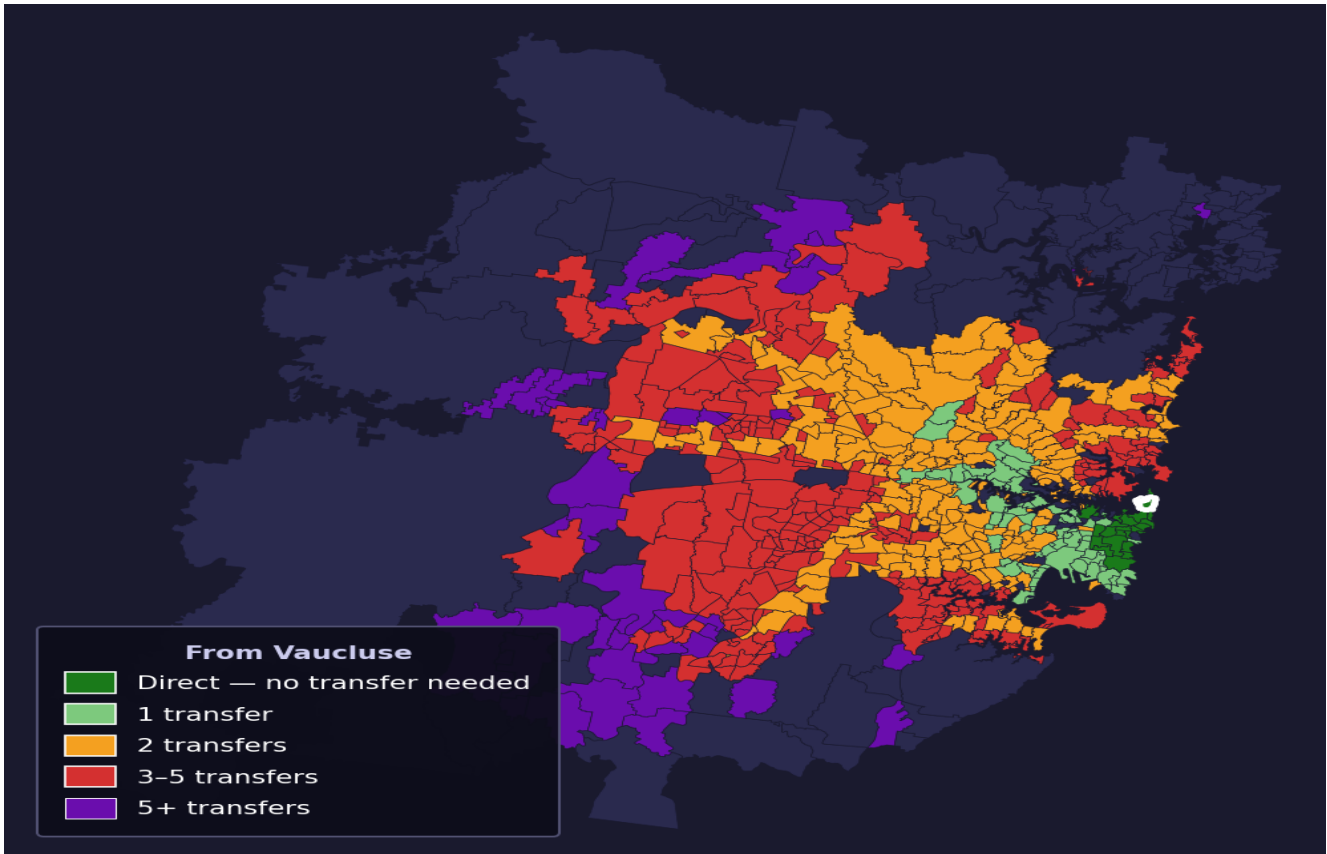 From Vaucluse
Direct — no transfer needed
1 transfer
2 transfers
3–5 transfers
5+ transfers